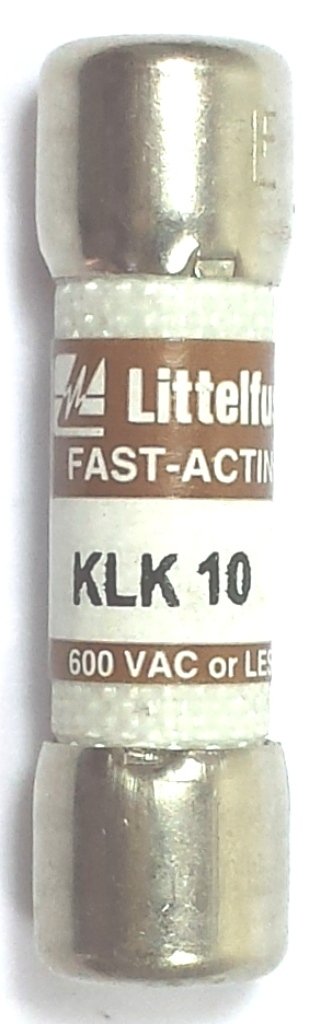 Littelfu
FAST-ACTIN
KLK 10
600 VAC or LES